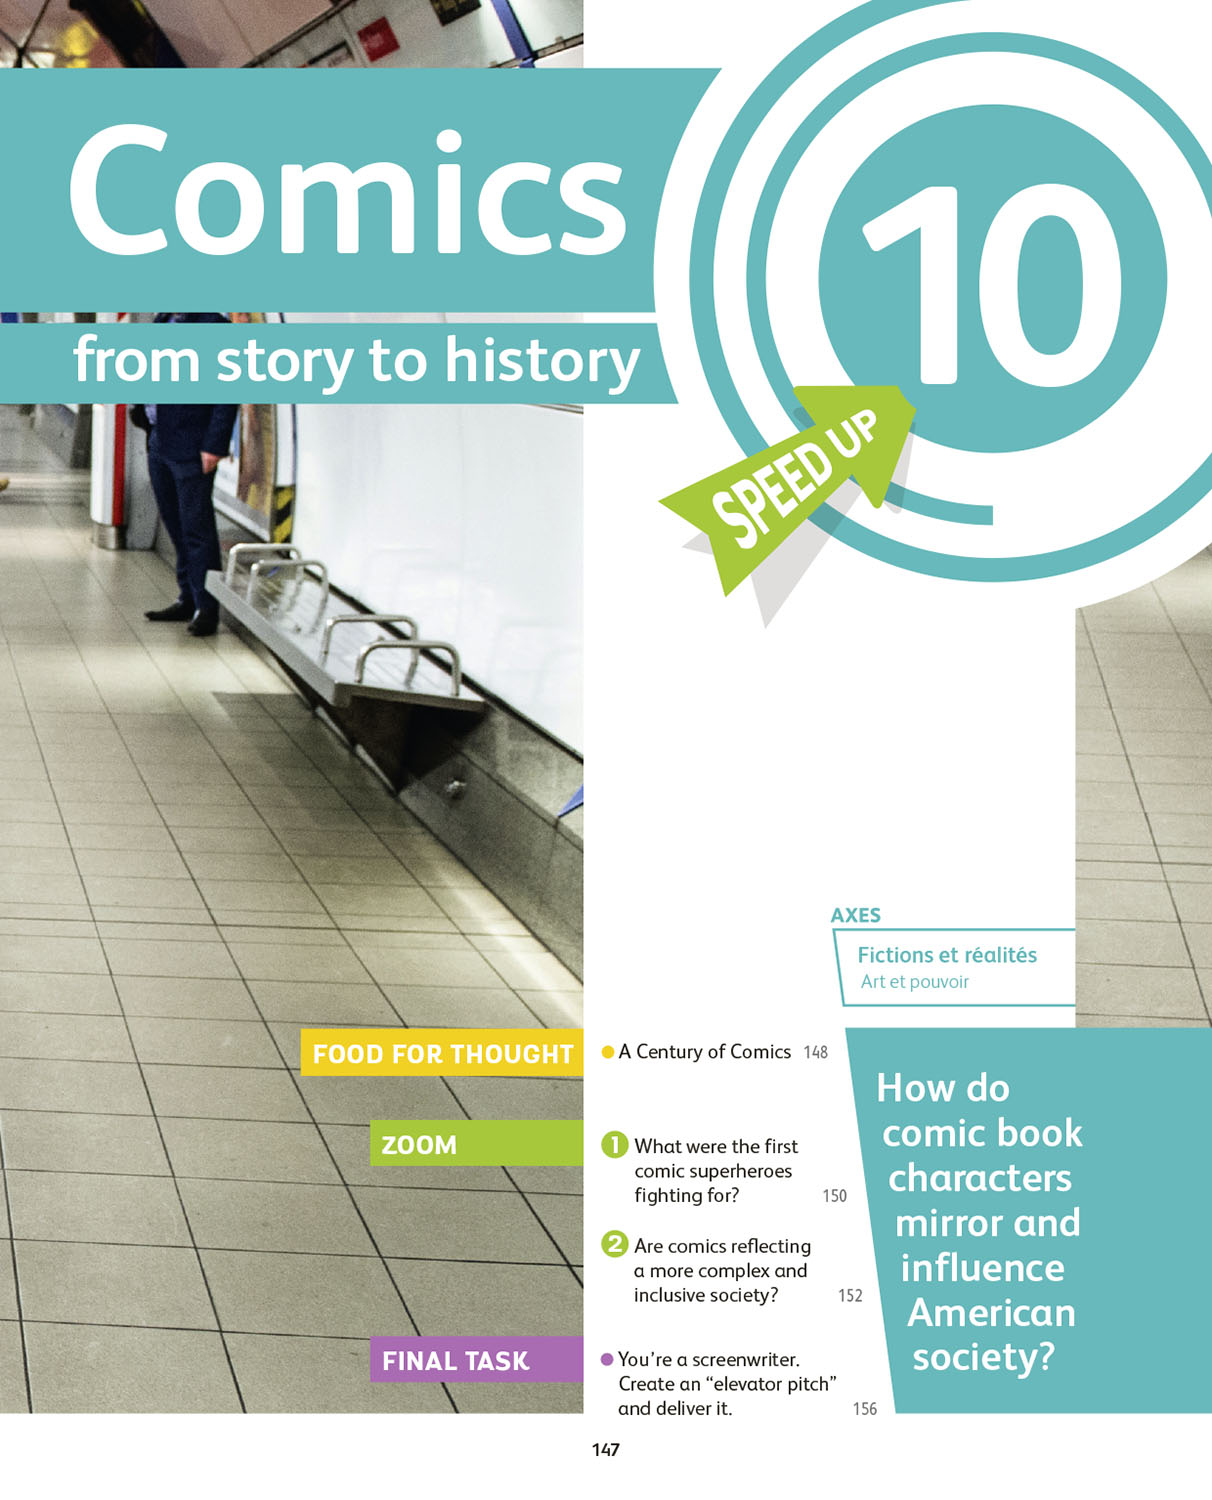 Comics
from story to history
10
SPEED UP
AXES
Fictions et réalités
Art et pouvoir
FOOD FOR THOUGHT
A Century of Comics 148
ZOOM
1 What were the first
comic superheroes
fighting for? 150
2 Are comics reflecting
a more complex and
inclusive society? 152
FINAL TASK
You’re a screenwriter.
Create an “elevator pitch”
and deliver it. 156
How do
comic book
characters
mirror and
influence
American
society?
147